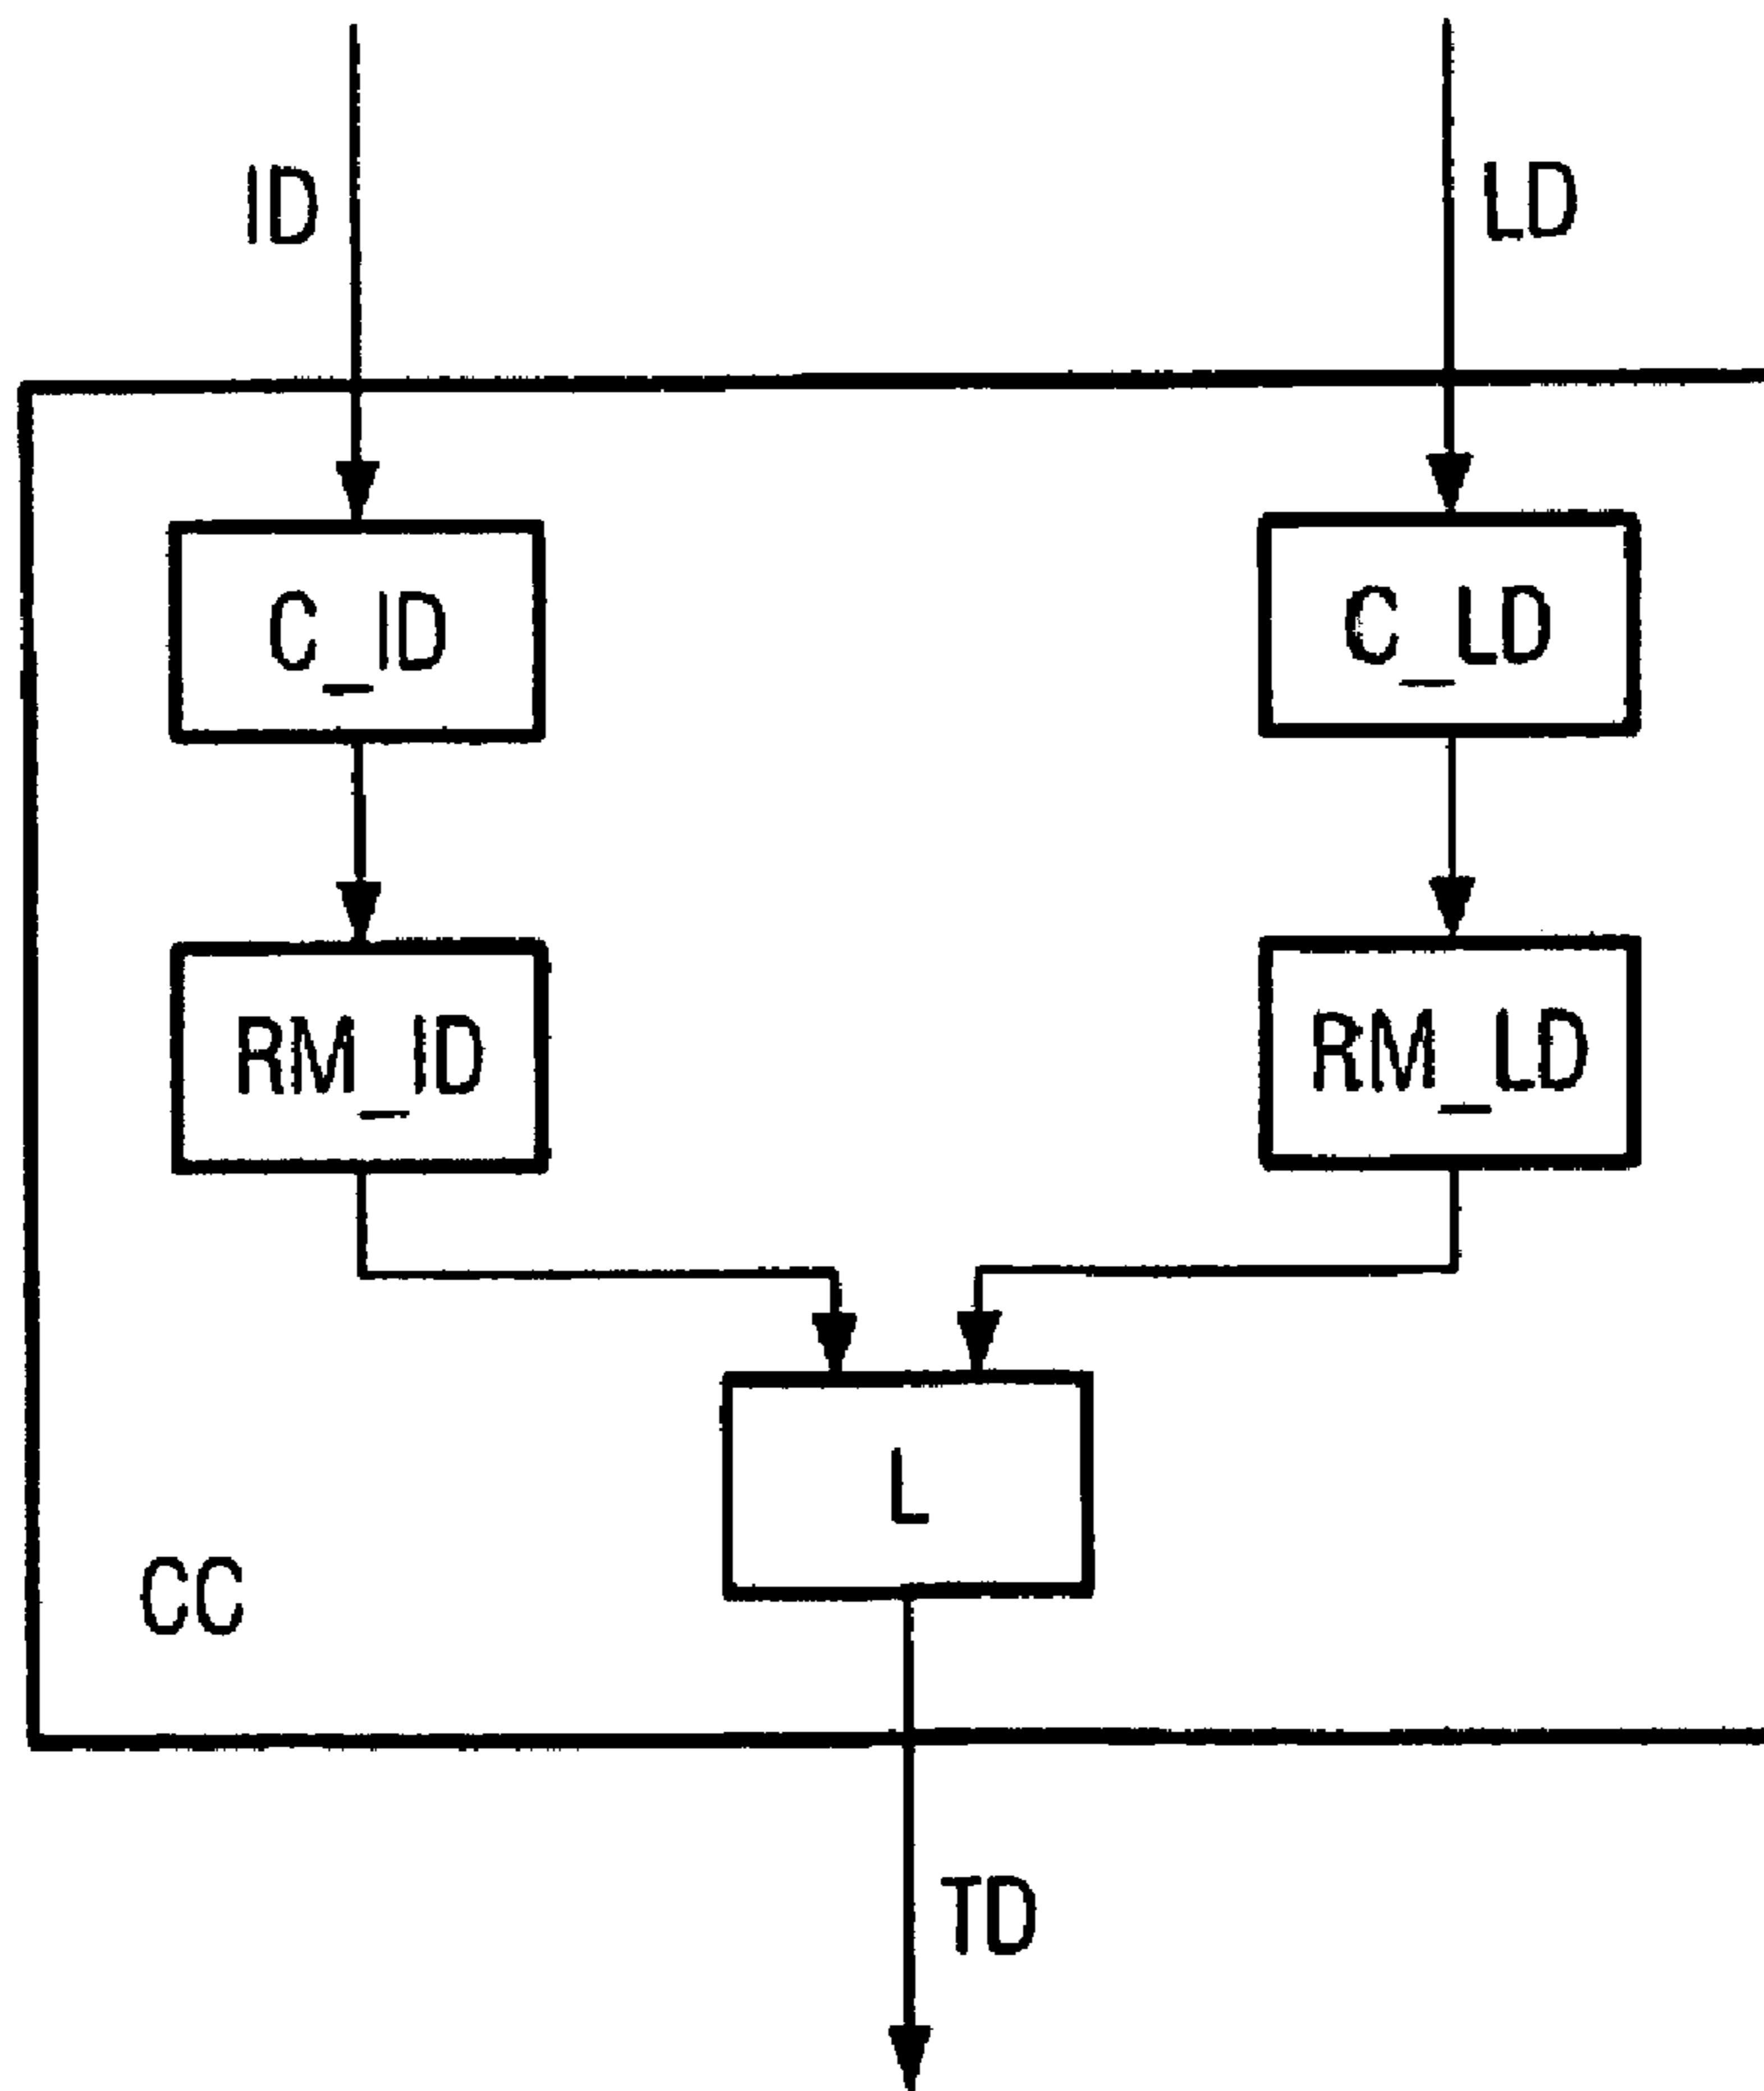 ID
LD
C_ID
C_LD
RM_ID
RM_LD
L
CC
TD